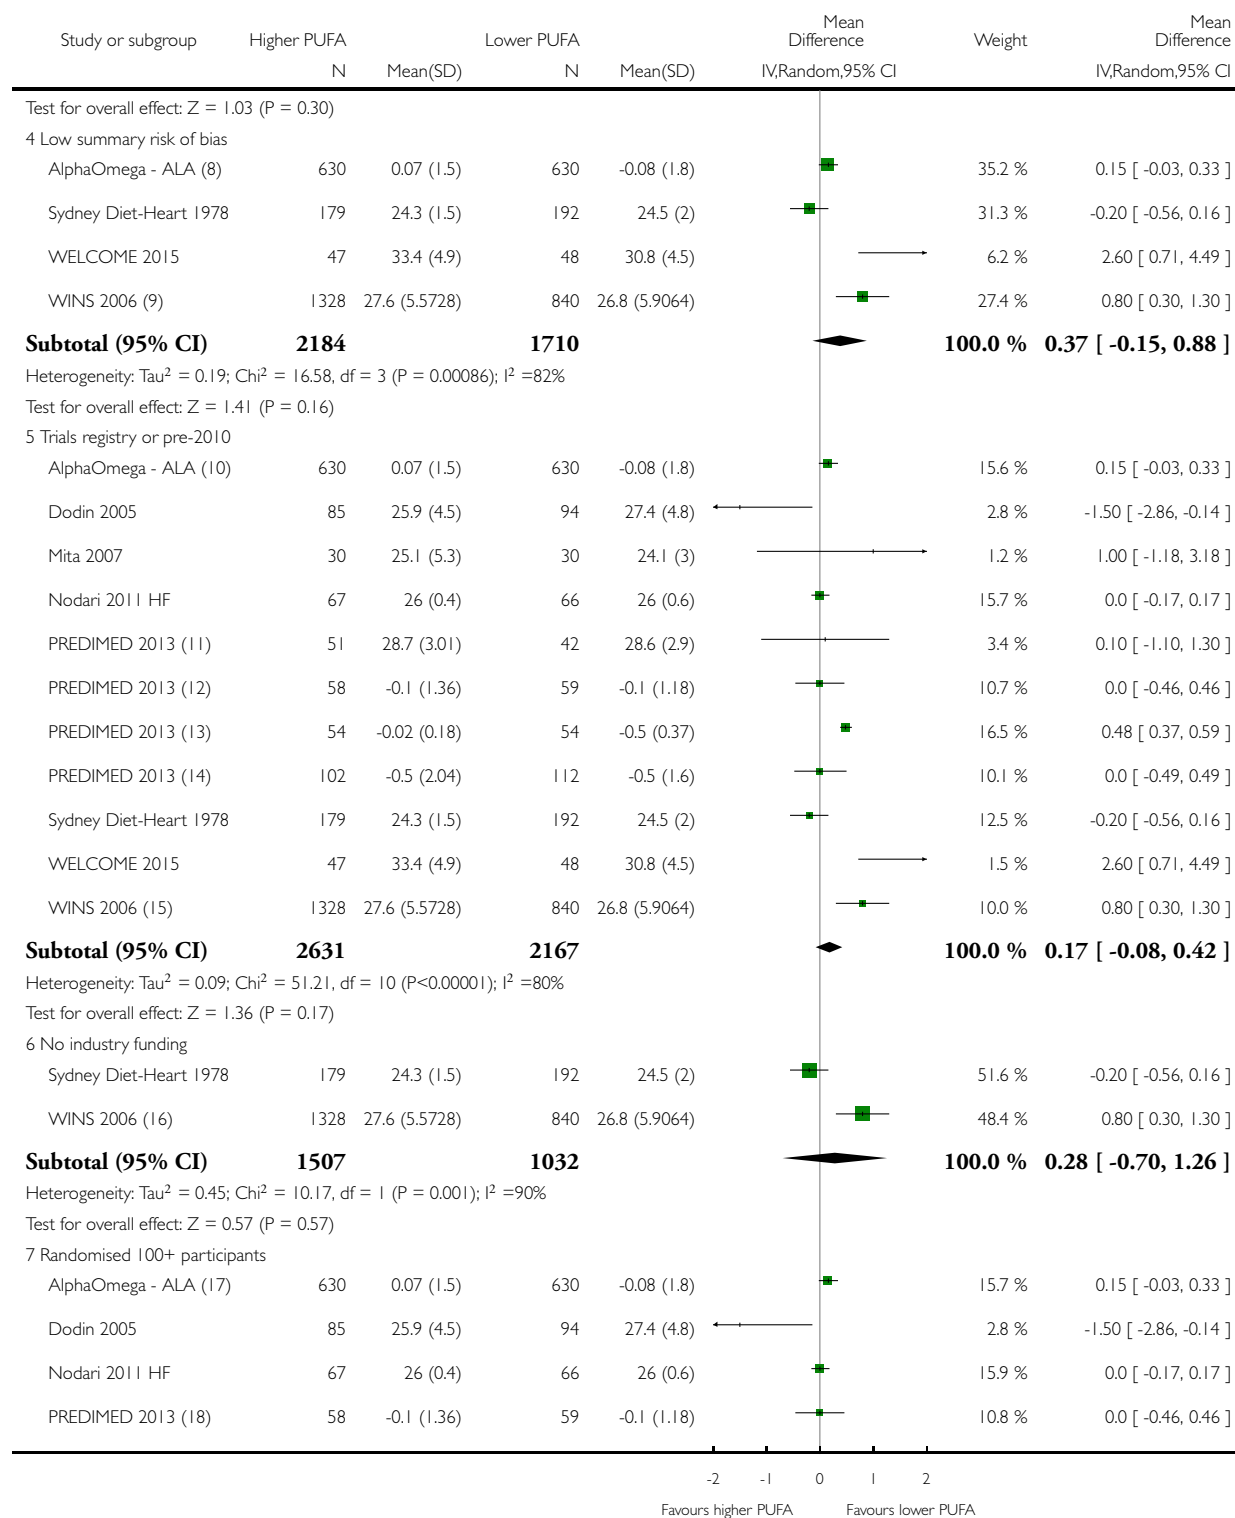 Study or subgroup Higher PUFA Lower PUFA Mean Difference Weight Mean Difference
N Mean(SD) N Mean(SD) IV,Random,95% CI IV,Random,95% CI
Test for overall effect: Z = 1.03 (P = 0.30)
4 Low summary risk of bias
AlphaOmega - ALA (8) 630 0.07 (1.5) 630 -0.08 (1.8) 35.2 % 0.15 [ -0.03, 0.33 ]
Sydney Diet-Heart 1978 179 24.3 (1.5) 192 24.5 (2) 31.3 % -0.20 [ -0.56, 0.16 ]
WELCOME 2015 47 33.4 (4.9) 48 30.8 (4.5) 6.2 % 2.60 [ 0.71, 4.49 ]
WINS 2006 (9) 1328 27.6 (5.5728) 840 26.8 (5.9064) 27.4 % 0.80 [ 0.30, 1.30 ]
Subtotal (95% CI) 2184 1710 100.0 % 0.37 [ -0.15, 0.88 ]
Heterogeneity: Tau² = 0.19; Chi² = 16.58, df = 3 (P = 0.00086); I² =82%
Test for overall effect: Z = 1.41 (P = 0.16)
5 Trials registry or pre-2010
AlphaOmega - ALA (10) 630 0.07 (1.5) 630 -0.08 (1.8) 15.6 % 0.15 [ -0.03, 0.33 ]
Dodin 2005 85 25.9 (4.5) 94 27.4 (4.8) 2.8 % -1.50 [ -2.86, -0.14 ]
Mita 2007 30 25.1 (5.3) 30 24.1 (3) 1.2 % 1.00 [ -1.18, 3.18 ]
Nodari 2011 HF 67 26 (0.4) 66 26 (0.6) 15.7 % 0.0 [ -0.17, 0.17 ]
PREDIMED 2013 (11) 51 28.7 (3.01) 42 28.6 (2.9) 3.4 % 0.10 [ -1.10, 1.30 ]
PREDIMED 2013 (12) 58 -0.1 (1.36) 59 -0.1 (1.18) 10.7 % 0.0 [ -0.46, 0.46 ]
PREDIMED 2013 (13) 54 -0.02 (0.18) 54 -0.5 (0.37) 16.5 % 0.48 [ 0.37, 0.59 ]
PREDIMED 2013 (14) 102 -0.5 (2.04) 112 -0.5 (1.6) 10.1 % 0.0 [ -0.49, 0.49 ]
Sydney Diet-Heart 1978 179 24.3 (1.5) 192 24.5 (2) 12.5 % -0.20 [ -0.56, 0.16 ]
WELCOME 2015 47 33.4 (4.9) 48 30.8 (4.5) 1.5 % 2.60 [ 0.71, 4.49 ]
WINS 2006 (15) 1328 27.6 (5.5728) 840 26.8 (5.9064) 10.0 % 0.80 [ 0.30, 1.30 ]
Subtotal (95% CI) 2631 2167 100.0 % 0.17 [ -0.08, 0.42 ]
Heterogeneity: Tau² = 0.09; Chi² = 51.21, df = 10 (P<0.00001); I² =80%
Test for overall effect: Z = 1.36 (P = 0.17)
6 No industry funding
Sydney Diet-Heart 1978 179 24.3 (1.5) 192 24.5 (2) 51.6 % -0.20 [ -0.56, 0.16 ]
WINS 2006 (16) 1328 27.6 (5.5728) 840 26.8 (5.9064) 48.4 % 0.80 [ 0.30, 1.30 ]
Subtotal (95% CI) 1507 1032 100.0 % 0.28 [ -0.70, 1.26 ]
Heterogeneity: Tau² = 0.45; Chi² = 10.17, df = 1 (P = 0.001); I² =90%
Test for overall effect: Z = 0.57 (P = 0.57)
7 Randomised 100+ participants
AlphaOmega - ALA (17) 630 0.07 (1.5) 630 -0.08 (1.8) 15.7 % 0.15 [ -0.03, 0.33 ]
Dodin 2005 85 25.9 (4.5) 94 27.4 (4.8) 2.8 % -1.50 [ -2.86, -0.14 ]
Nodari 2011 HF 67 26 (0.4) 66 26 (0.6) 15.9 % 0.0 [ -0.17, 0.17 ]
PREDIMED 2013 (18) 58 -0.1 (1.36) 59 -0.1 (1.18) 10.8 % 0.0 [ -0.46, 0.46 ]
-2 -1 0 1 2
Favours higher PUFA Favours lower PUFA